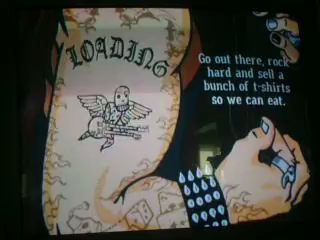 LOADING
Go out there, rock
hard and sell a
bunch of t-shirts
so we can eat.